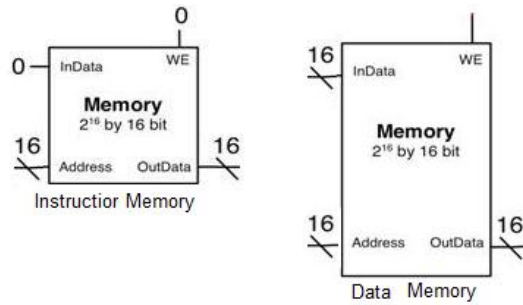 0
0 InData WE
Memory
2¹⁶ by 16 bit
16 16
Address OutData
Instructior Memory
16
InData WE
Memory
2¹⁶ by 16 bit
16 16
Address OutData
Data Memory